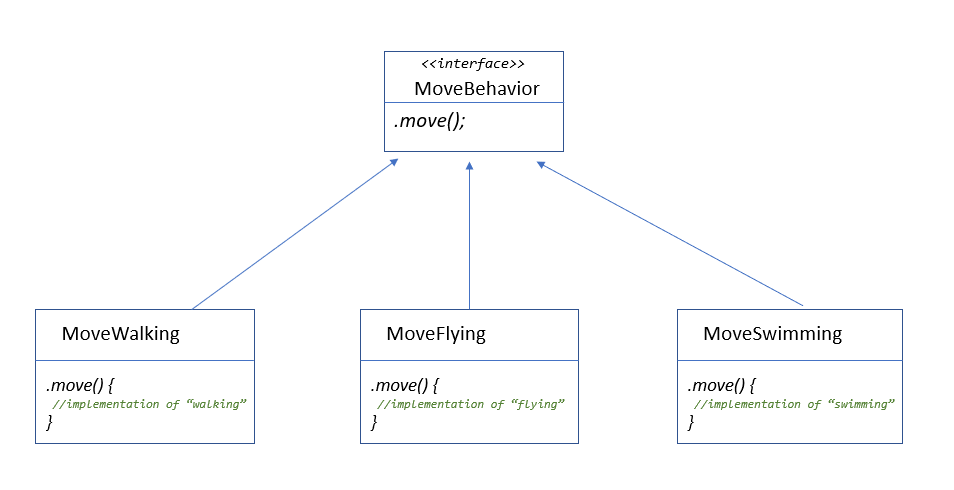 <<interface>>
MoveBehavior
.move();
MoveWalking
.move() {
//implementation of “walking”
}
MoveFlying
.move() {
//implementation of “flying”
}
MoveSwimming
.move() {
//implementation of “swimming”
}